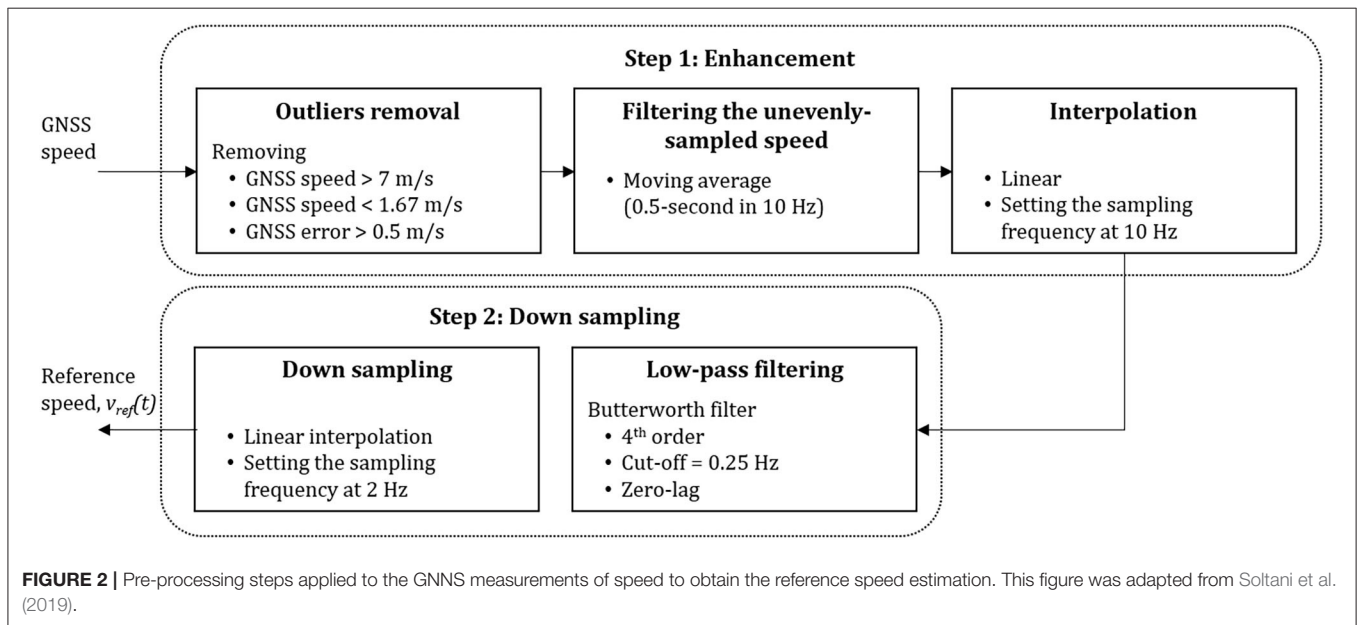 Step 1: Enhancement
GNSS
speed
Outliers removal
Removing
• GNSS speed > 7 m/s
• GNSS speed < 1.67 m/s
• GNSS error > 0.5 m/s
Filtering the unevenly-
sampled speed
• Moving average
(0.5-second in 10 Hz)
Interpolation
• Linear
• Setting the sampling
frequency at 10 Hz
Step 2: Down sampling
Low-pass filtering
Butterworth filter
• 4th order
• Cut-off = 0.25 Hz
• Zero-lag
Down sampling
• Linear interpolation
• Setting the sampling
frequency at 2 Hz
Reference
speed, vref(t)
FIGURE 2 | Pre-processing steps applied to the GNNS measurements of speed to obtain the reference speed estimation. This figure was adapted from Soltani et al.
(2019).